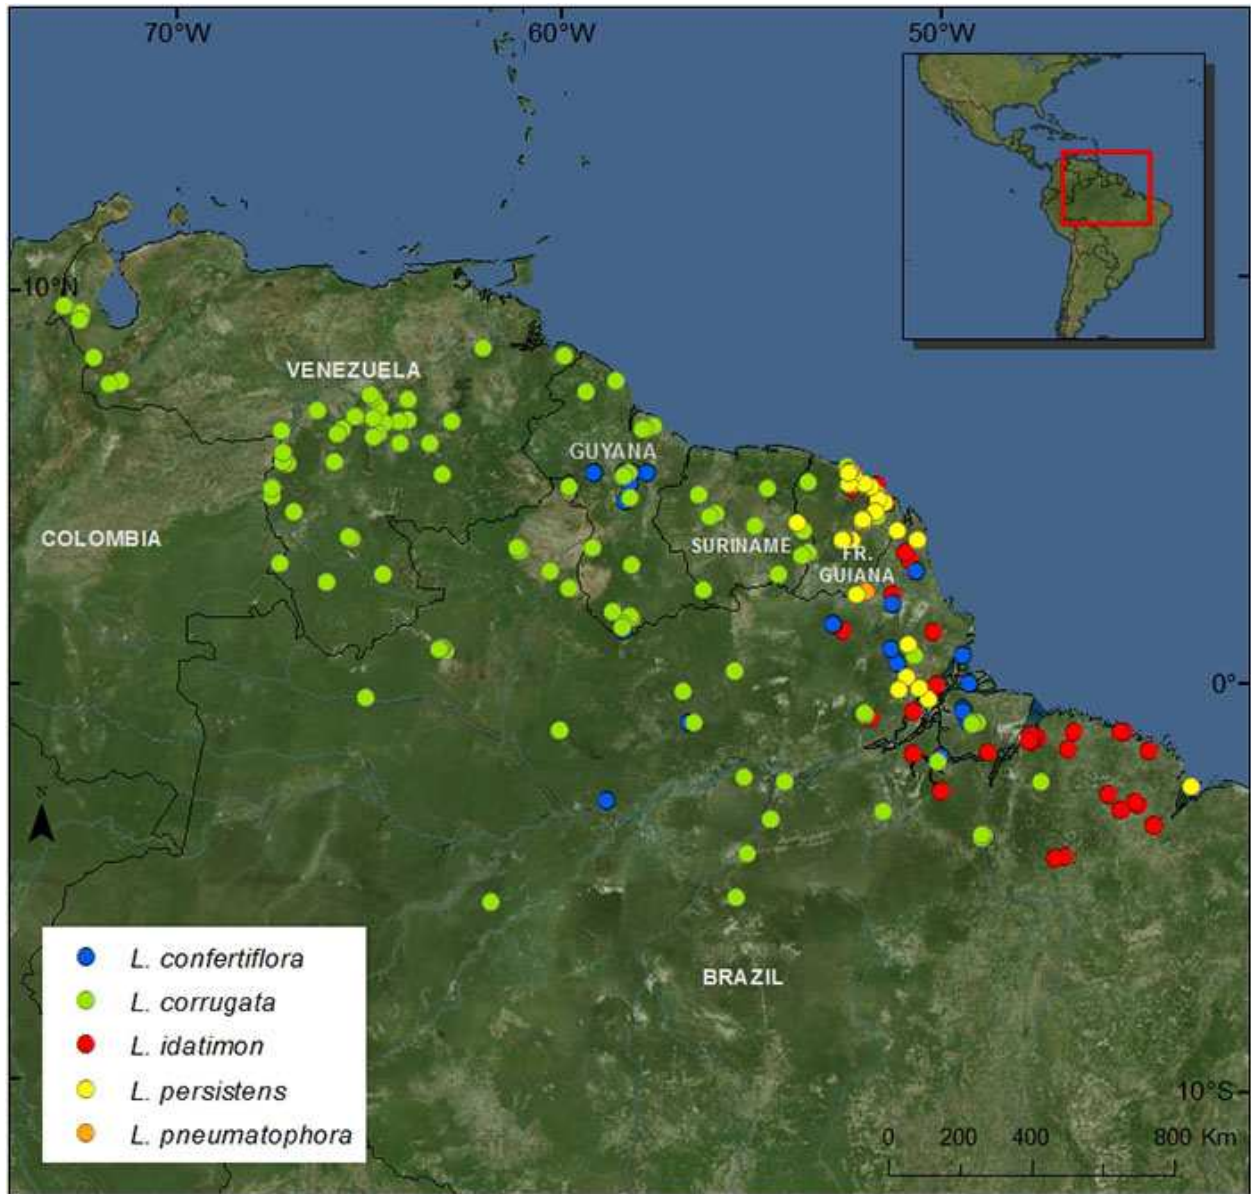 70°W 60°W 50°W
10°N
VENEZUELA
GUYANA
COLOMBIA
SURINAME
FR.
GUIANA
0°
BRAZIL
L. confertiflora
L. corrugata
L. idatimon
L. persistens
L. pneumatophora
10°S
0 200 400 800 Km